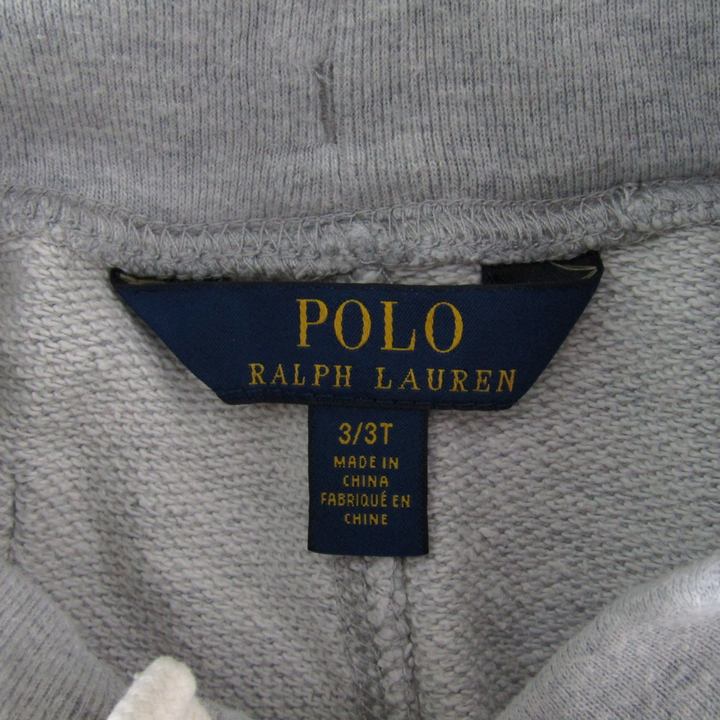 POLO
RALPH LAUREN
3/3T
MADE IN
CHINA
FABRIQUÉ EN
CHINE